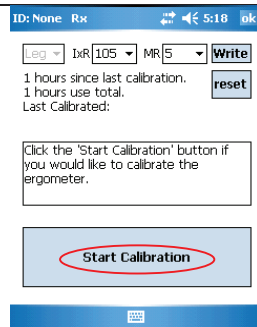 ID: None Rx 5:18 ok
Leg IxR 105 MR 5 Write
1 hours since last calibration.
1 hours use total.
reset
Last Calibrated:
Click the 'Start Calibration' button if
you would like to calibrate the
ergometer.
Start Calibration